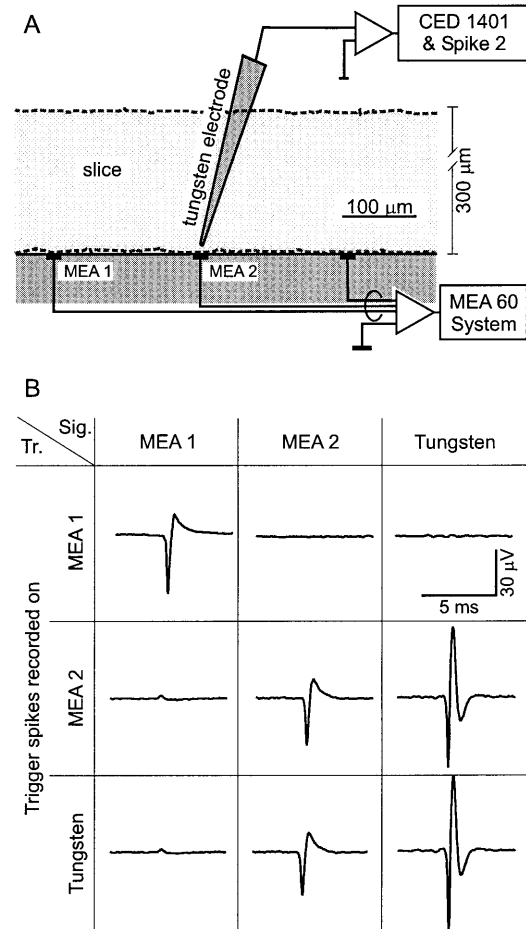 A
CED 1401
& Spike 2
tungsten electrode
slice
100 µm
300 µm
MEA 1
MEA 2
MEA 60
System
B
Sig.
Tr.
MEA 1
MEA 2
Tungsten
Trigger spikes recorded on
MEA 1
30 µV
5 ms
MEA 2
Tungsten